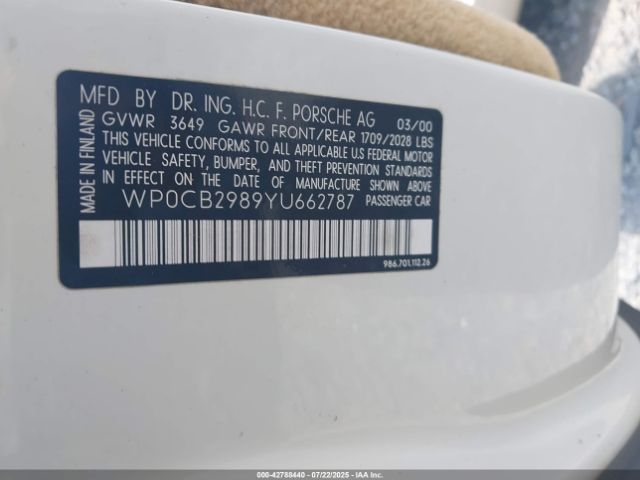 MFD BY DR. ING. H.C. F. PORSCHE AG 03/00
GVWR 3649 GAWR FRONT/REAR 1709/2028 LBS
THIS VEHICLE CONFORMS TO ALL APPLICABLE U.S FEDERAL MOTOR
VEHICLE SAFETY, BUMPER, AND THEFT PREVENTION STANDARDS
IN EFFECT ON THE DATE OF MANUFACTURE SHOWN ABOVE.
WP0CB2989YU662787 PASSENGER CAR
MADE IN FINLAND
986.701.112.26
000-42788440 - 07/22/2025 - IAAI Inc.